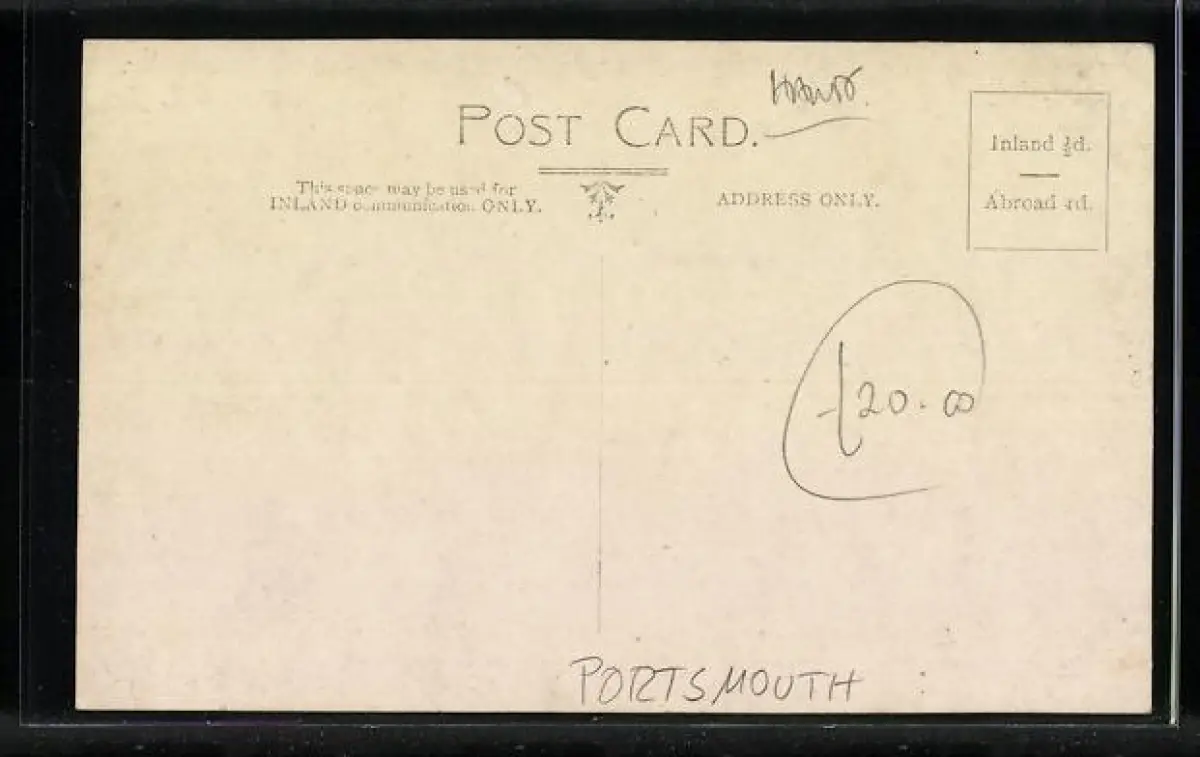 POST CARD.
This space may be used for
INLAND communication ONLY.
ADDRESS ONLY.
Inland ½d.
Abroad 1d.
£20.00
PORTSMOUTH